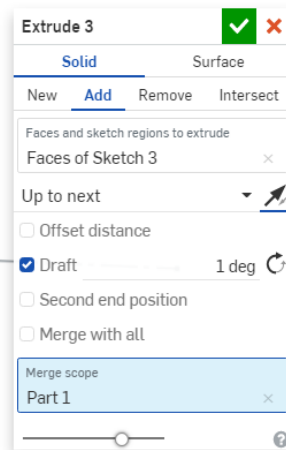 Extrude 3
Solid Surface
New Add Remove Intersect
Faces and sketch regions to extrude
Faces of Sketch 3
Up to next
Offset distance
Draft 1 deg
Second end position
Merge with all
Merge scope
Part 1